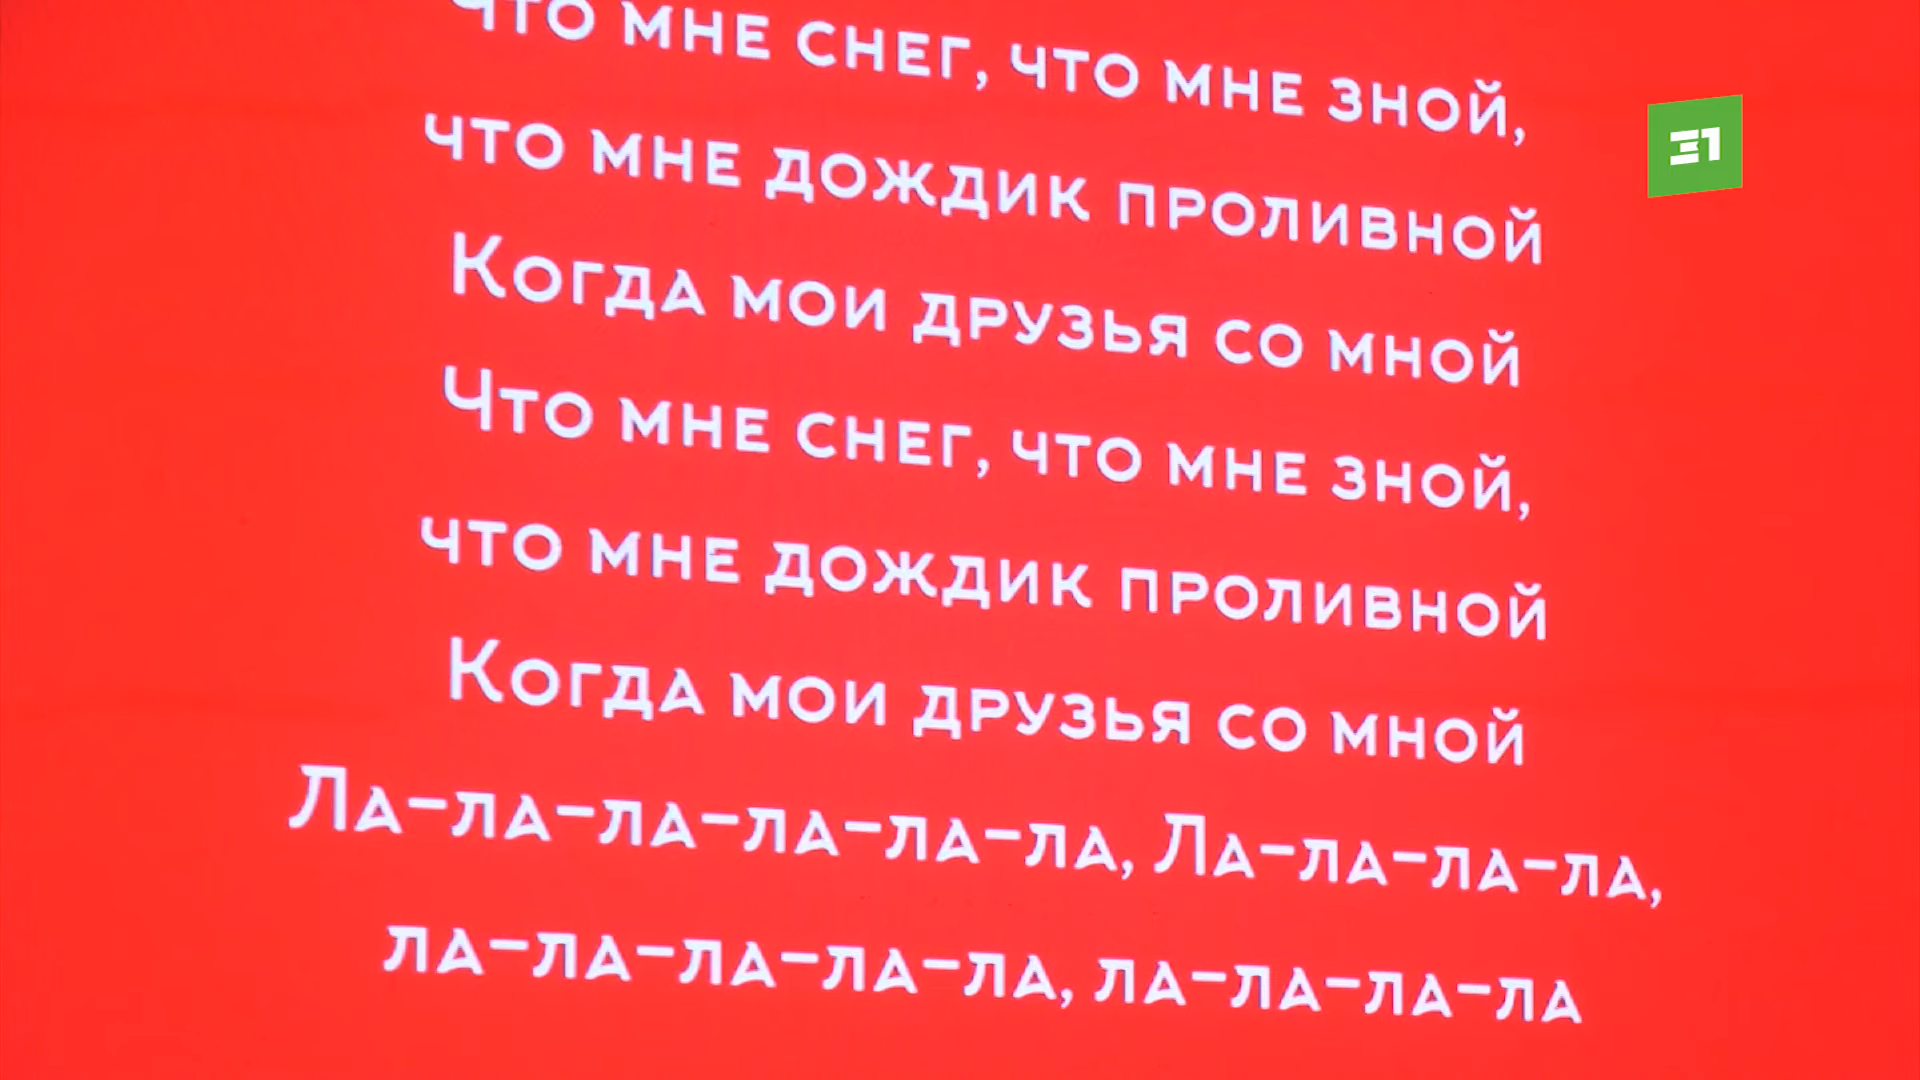 Что мне снег, что мне зной,
что мне дождик проливной
Когда мои друзья со мной
Что мне снег, что мне зной,
что мне дождик проливной
Когда мои друзья со мной
Ла-ла-ла-ла-ла-ла, Ла-ла-ла-ла,
ла-ла-ла-ла-ла, ла-ла-ла-ла
31